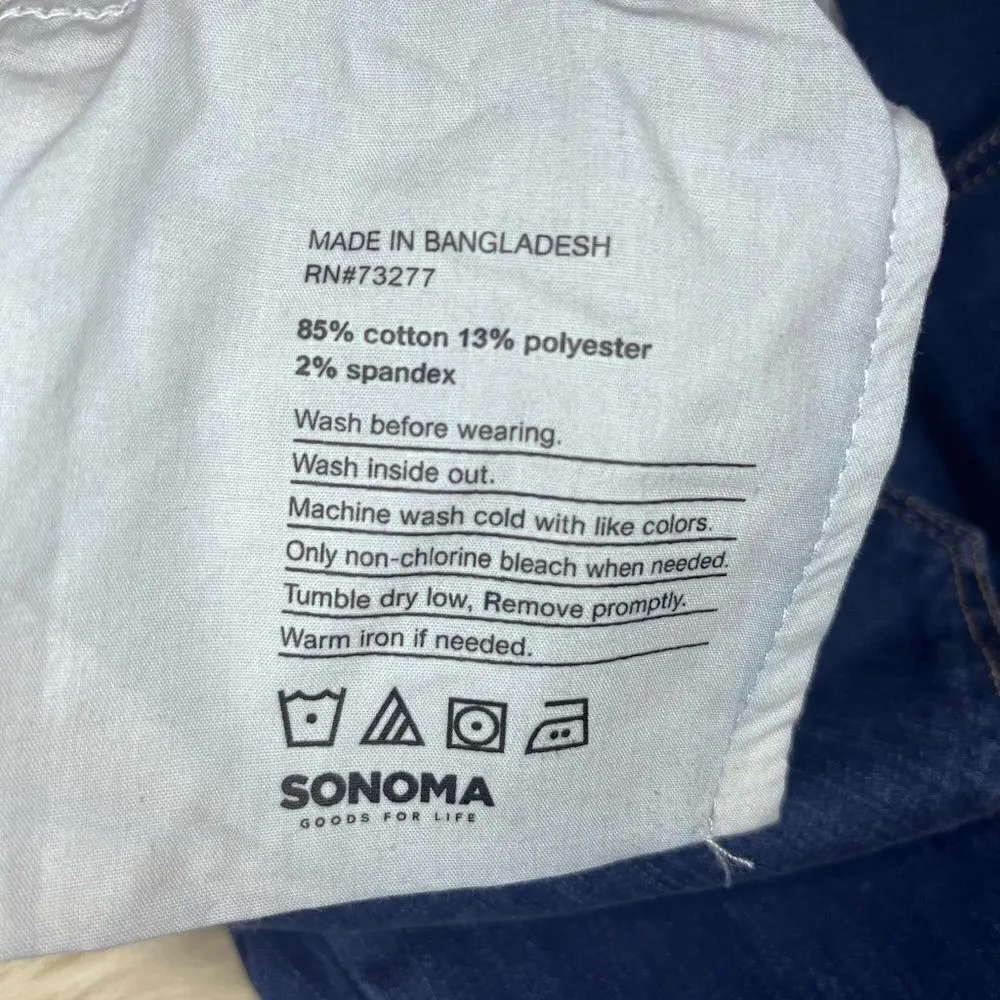 MADE IN BANGLADESH
RN#73277
85% cotton 13% polyester
2% spandex
Wash before wearing.
Wash inside out.
Machine wash cold with like colors.
Only non-chlorine bleach when needed.
Tumble dry low, Remove promptly.
Warm iron if needed.
SONOMA
GOODS FOR LIFE